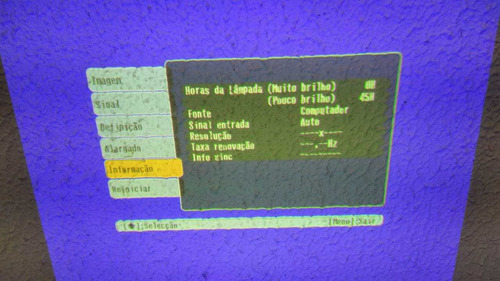 Imagem
Sinal
Definição
Alargado
Informação
Reiniciar
Horas da Lâmpada (Muito brilho) 0H
(Pouco brilho) 45H
Fonte Computador
Sinal entrada Auto
Resolução ----x----
Taxa renovação ---,--Hz
Info sinc ---------
[◆]:Selecção [Menu]:Sair